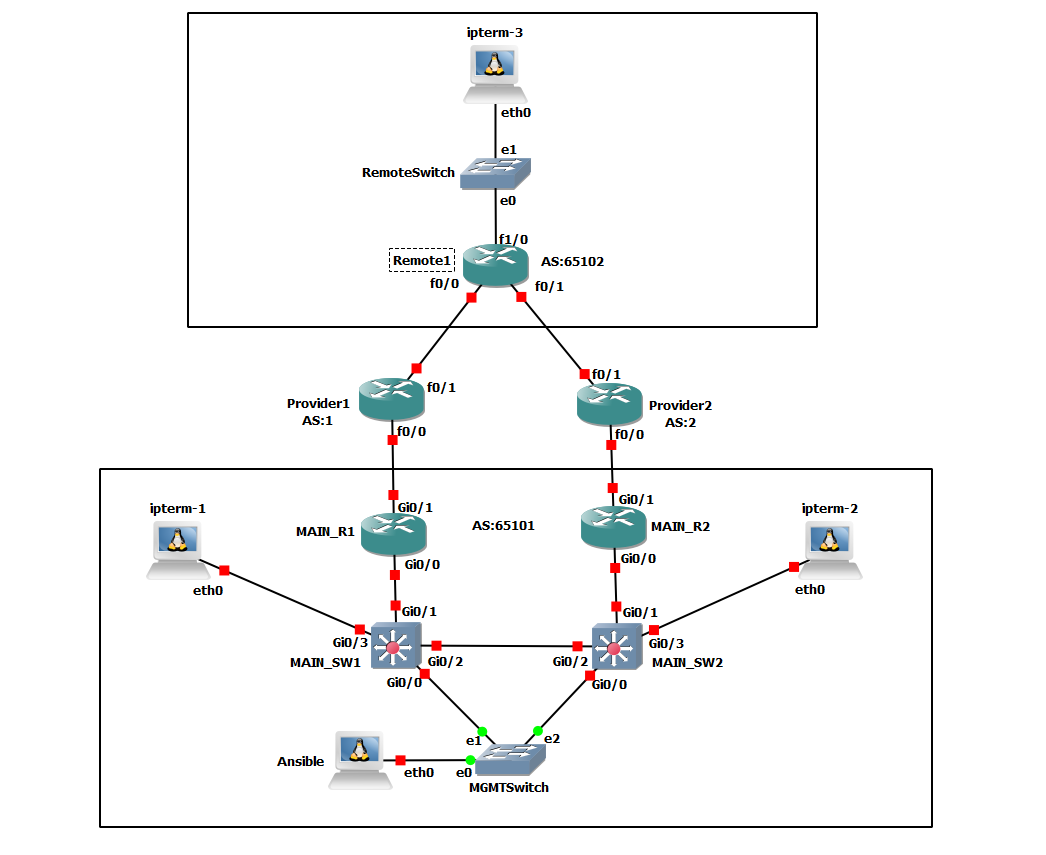 ipterm-3
eth0
e1
RemoteSwitch
e0
f1/0
Remote1
AS:65102
f0/0
f0/1
f0/1
f0/1
Provider1
AS:1
Provider2
AS:2
f0/0
f0/0
ipterm-1
Gi0/1
Gi0/1
ipterm-2
MAIN_R1
AS:65101
MAIN_R2
Gi0/0
Gi0/0
eth0
eth0
Gi0/1
Gi0/1
Gi0/3
Gi0/3
MAIN_SW1
Gi0/2
Gi0/2
MAIN_SW2
Gi0/0
Gi0/0
e1
e2
Ansible
eth0
e0
MGMTSwitch